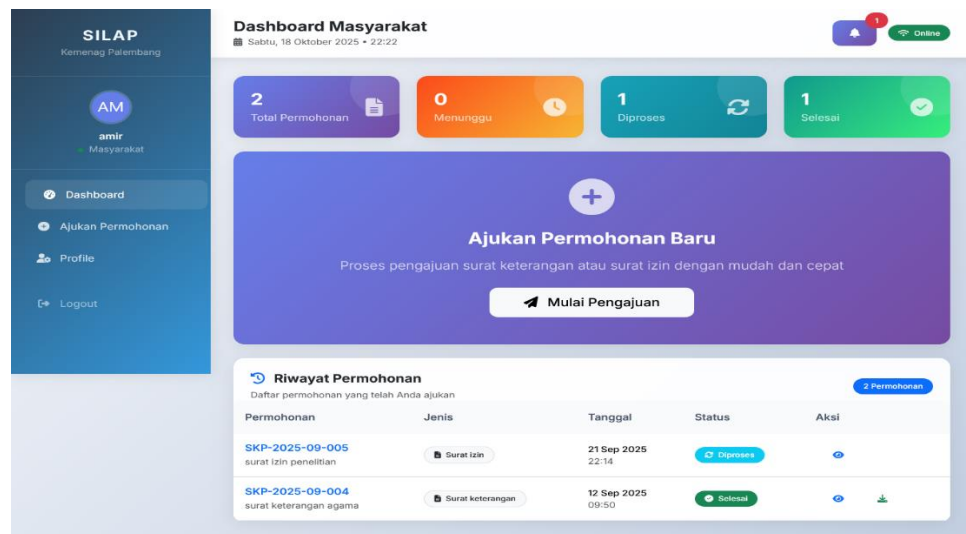 SILAP
Kemenag Palembang
AM
amir
Masyarakat
Dashboard
Ajukan Permohonan
Profile
Logout
Dashboard Masyarakat
Sabtu, 18 Oktober 2025 • 22:22
1
Online
2
Total Permohonan
0
Menunggu
1
Diproses
1
Selesai
Ajukan Permohonan Baru
Proses pengajuan surat keterangan atau surat izin dengan mudah dan cepat
Mulai Pengajuan
Riwayat Permohonan
Daftar permohonan yang telah Anda ajukan
2 Permohonan
Permohonan Jenis Tanggal Status Aksi
SKP-2025-09-005 Surat izin 21 Sep 2025 Diproses
surat izin penelitian 22:14
SKP-2025-09-004 Surat keterangan 12 Sep 2025 Selesai
surat keterangan agama 09:50